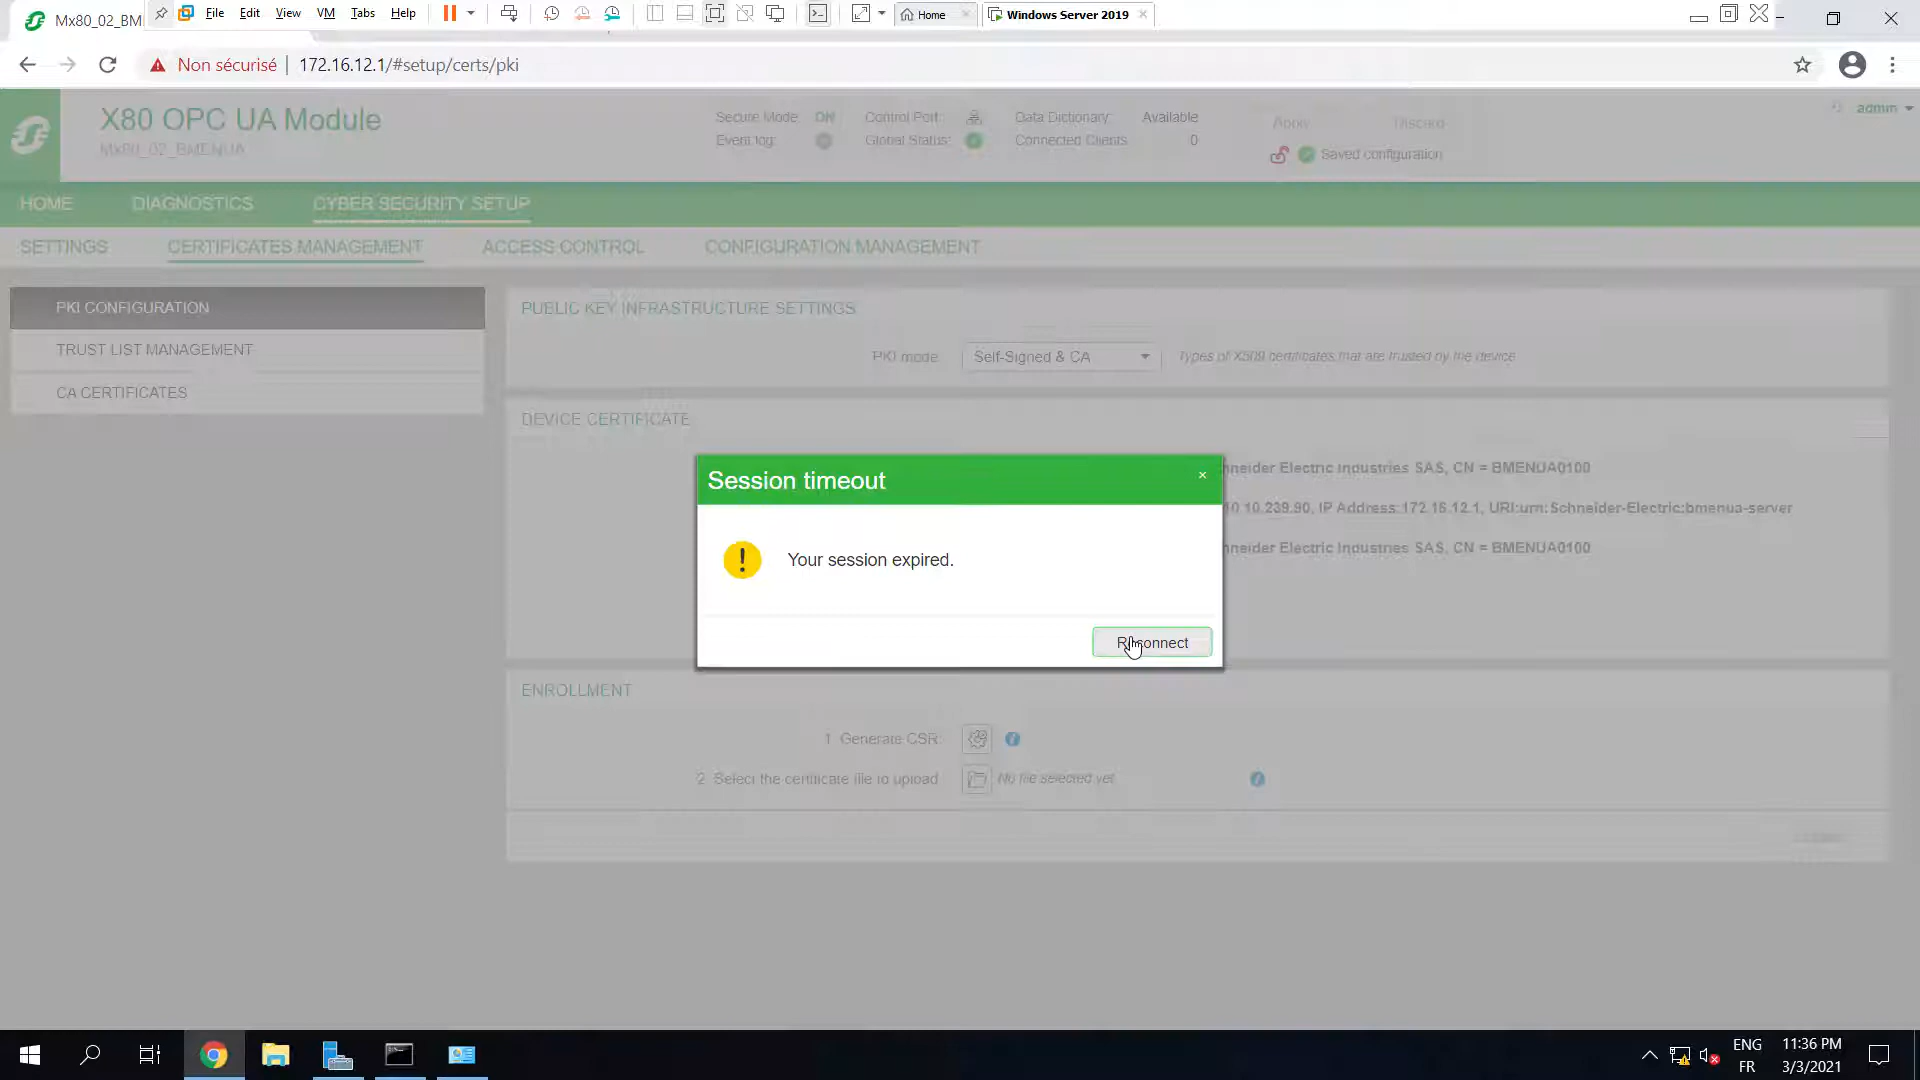 Mx80_02_BM
File Edit View VM Tabs Help
Home
Windows Server 2019
Non sécurisé 172.16.12.1/#setup/certs/pki
X80 OPC UA Module
Mx80_02_BMENUA
Secure Mode: ON Control Port: Data Dictionary: Available
Event log: Global Status: Connected Clients: 0
Apply Discard
Saved configuration
admin
HOME DIAGNOSTICS CYBER SECURITY SETUP
SETTINGS CERTIFICATES MANAGEMENT ACCESS CONTROL CONFIGURATION MANAGEMENT
PKI CONFIGURATION
TRUST LIST MANAGEMENT
CA CERTIFICATES
PUBLIC KEY INFRASTRUCTURE SETTINGS
PKI mode: Self-Signed & CA Types of X509 certificates that are trusted by the device
DEVICE CERTIFICATE
hneider Electric Industries SAS, CN = BMENUA0100
10.10.239.90, IP Address:172.16.12.1, URI:urn:Schneider-Electric:bmenua-server
hneider Electric Industries SAS, CN = BMENUA0100
Session timeout
Your session expired.
Reconnect
ENROLLMENT
1. Generate CSR:
2. Select the certificate file to upload: No file selected yet
ENG 11:36 PM
FR 3/3/2021